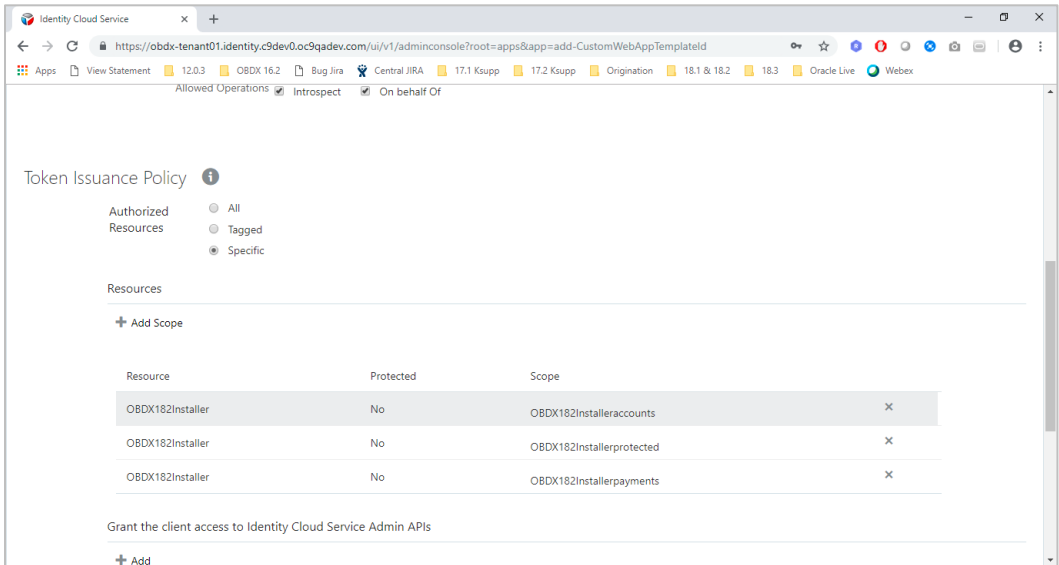 Identity Cloud Service
https://obdx-tenant01.identity.c9dev0.oc9qadev.com/ui/v1/adminconsole?root=apps&app=add-CustomWebAppTemplateId
Apps View Statement 12.0.3 OBDX 16.2 Bug Jira Central JIRA 17.1 Ksupp 17.2 Ksupp Origination 18.1 & 18.2 18.3 Oracle Live Webex
Allowed Operations Introspect On behalf Of
Token Issuance Policy
Authorized Resources
All
Tagged
Specific
Resources
Add Scope
Resource Protected Scope
OBDX182Installer No OBDX182Installeraccounts
OBDX182Installer No OBDX182Installerprotected
OBDX182Installer No OBDX182Installerpayments
Grant the client access to Identity Cloud Service Admin APIs
Add